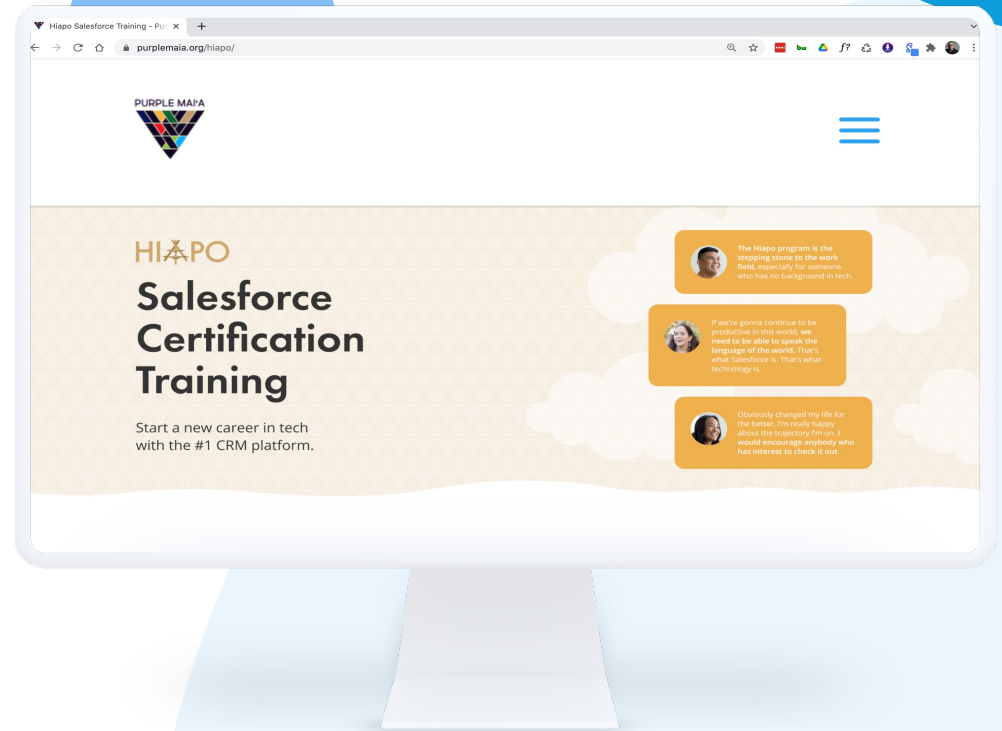 Hiapo Salesforce Training - Pur
purplemaia.org/hiapo/
bw
f?
PURPLE MAI'A
HIAPO
Salesforce
Certification
Training
Start a new career in tech
with the #1 CRM platform.
The Hiapo program is the
stepping stone to the work
field, especially for someone
who has no background in tech.
If we're gonna continue to be
productive in this world, we
need to be able to speak the
language of the world. That's
what Salesforce is. That's what
technology is.
Obviously changed my life for
the better. I'm really happy
about the trajectory I'm on. I
would encourage anybody who
has interest to check it out.